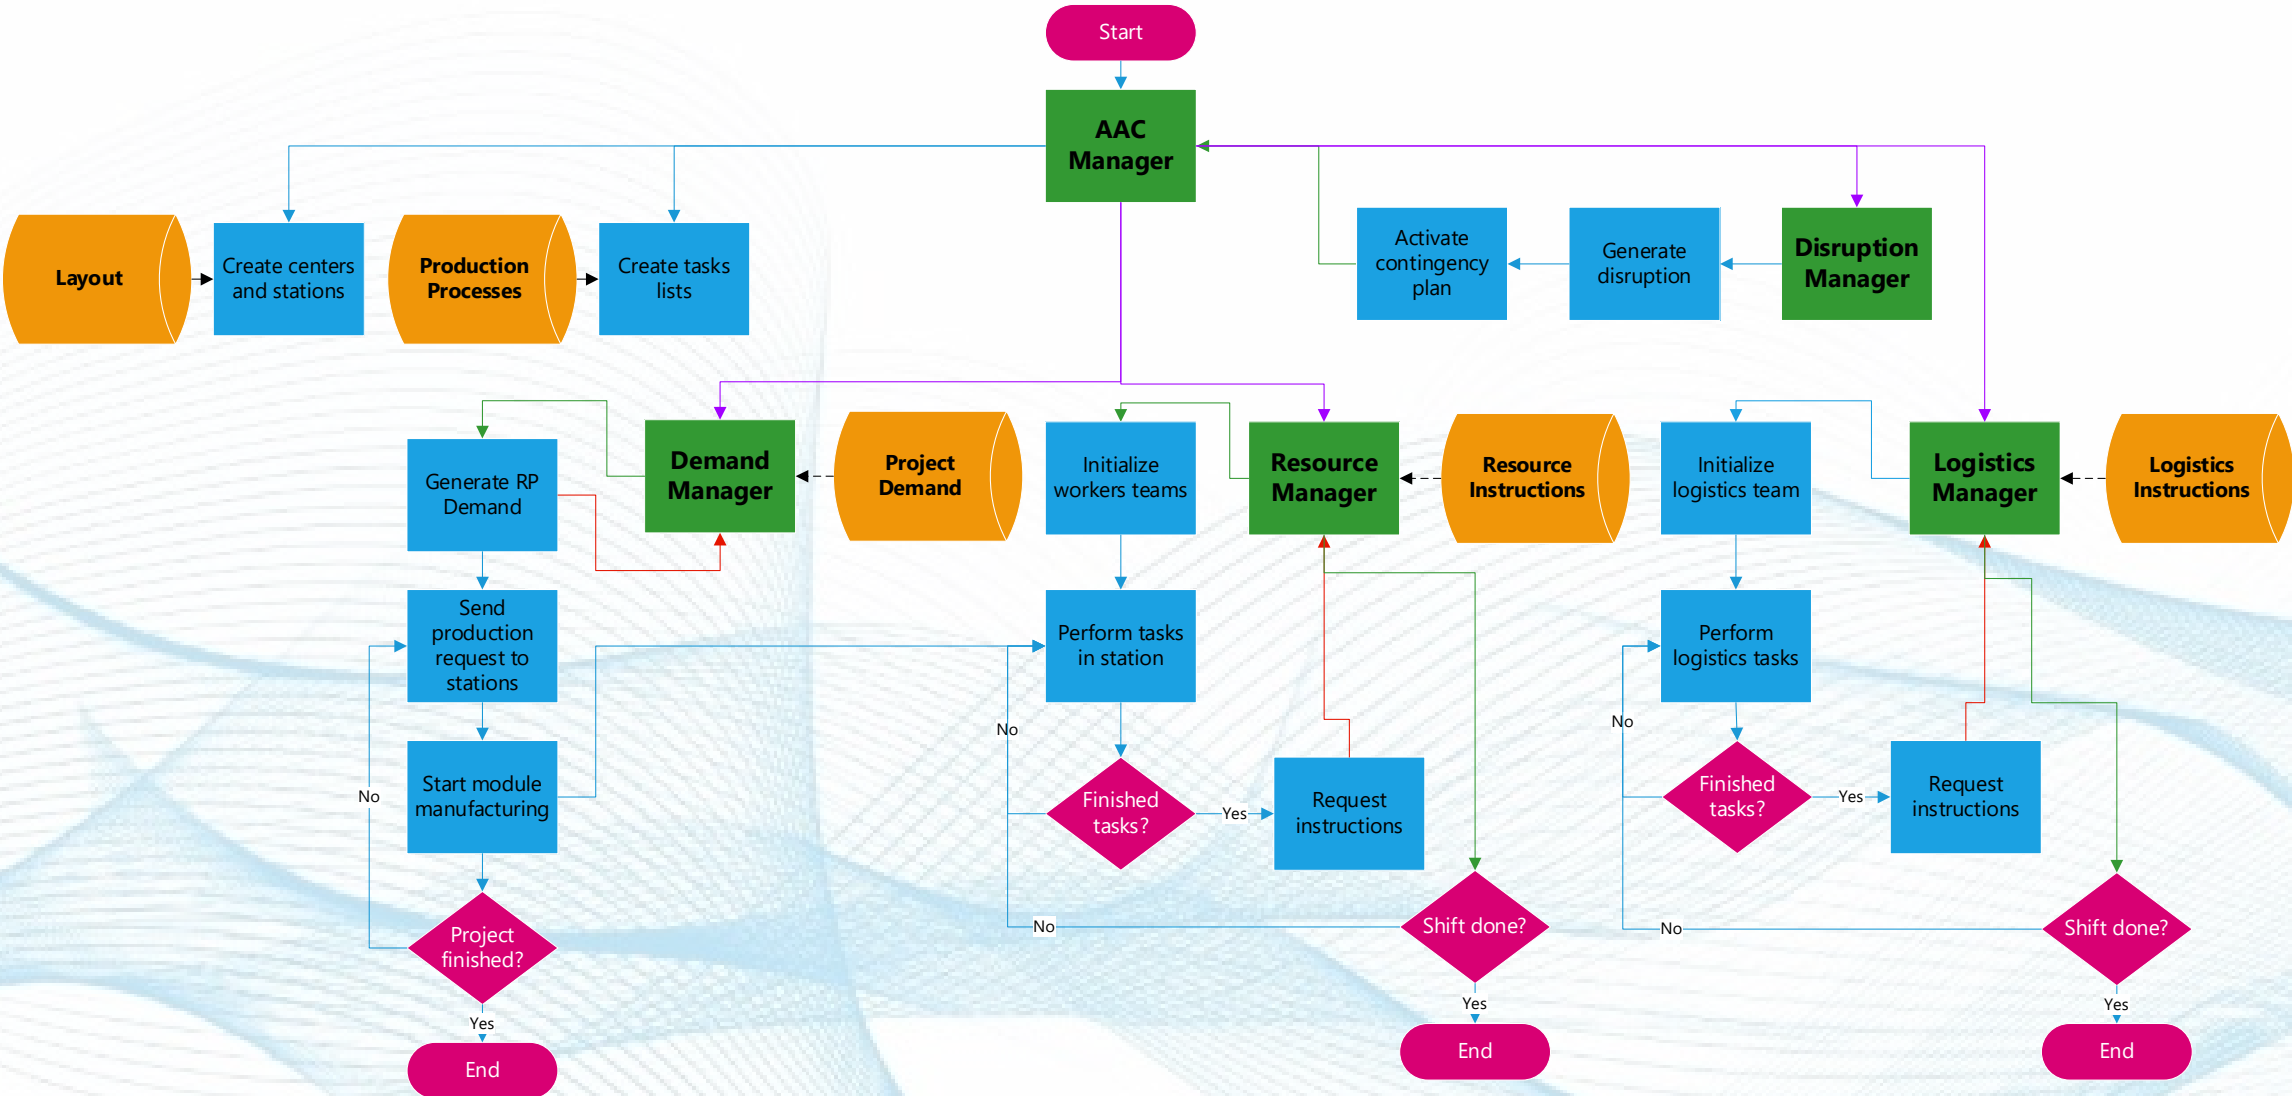 Start
AAC
Manager
Layout
Create centers
and stations
Production
Processes
Create tasks
lists
Activate
contingency
plan
Generate
disruption
Disruption
Manager
Generate RP
Demand
Demand
Manager
Project
Demand
Initialize
workers teams
Resource
Manager
Resource
Instructions
Initialize
logistics team
Logistics
Manager
Logistics
Instructions
Send
production
request to
stations
Perform tasks
in station
Perform
logistics tasks
No
No
Start module
manufacturing
No
Finished
tasks?
Yes
Request
instructions
Finished
tasks?
Yes
Request
instructions
Project
finished?
No
Shift done?
No
Shift done?
Yes
Yes
Yes
End
End
End